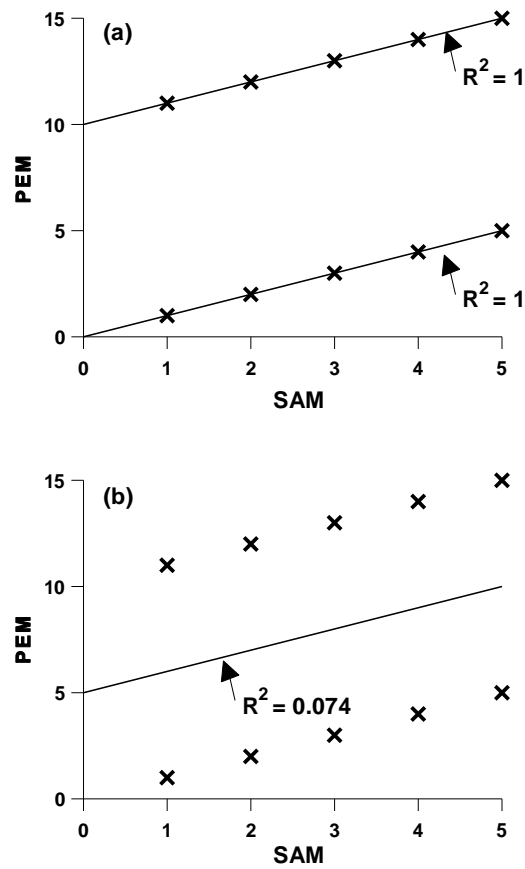 (a)
15
10
5
0
PEM
R² = 1
R² = 1
0 1 2 3 4 5
SAM
(b)
15
10
5
0
PEM
R² = 0.074
0 1 2 3 4 5
SAM